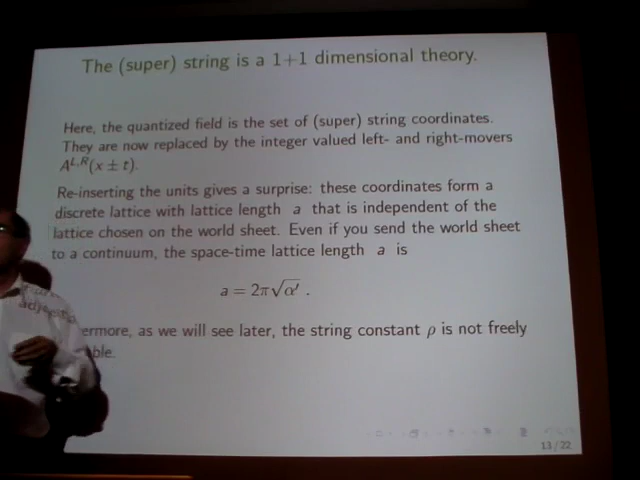 The (super) string is a 1+1 dimensional theory.
Here, the quantized field is the set of (super) string coordinates.
They are now replaced by the integer valued left- and right-movers
A^{L,R}(x ± t).
Re-inserting the units gives a surprise: these coordinates form a
discrete lattice with lattice length a that is independent of the
lattice chosen on the world sheet. Even if you send the world sheet
to a continuum, the space-time lattice length a is
a = 2π√α′ .
ermore, as we will see later, the string constant ρ is not freely
able.
13/22